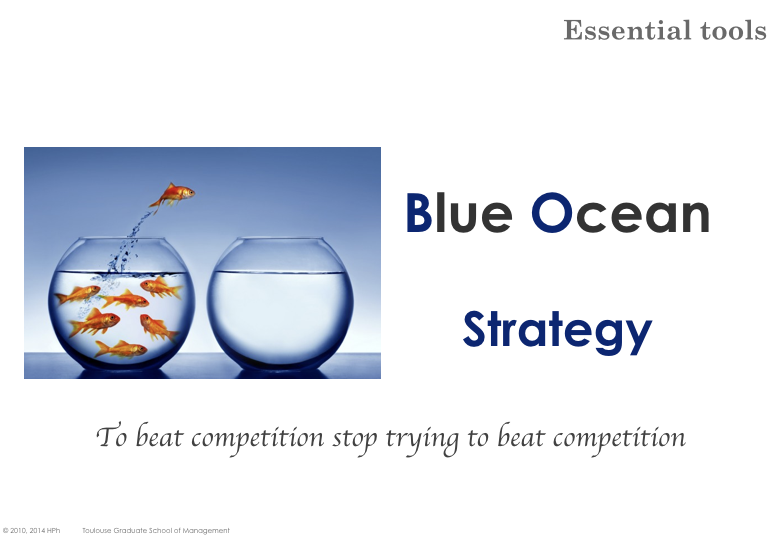 Essential tools
Blue Ocean
Strategy
To beat competition stop trying to beat competition
© 2010, 2014 HPh Toulouse Graduate School of Management